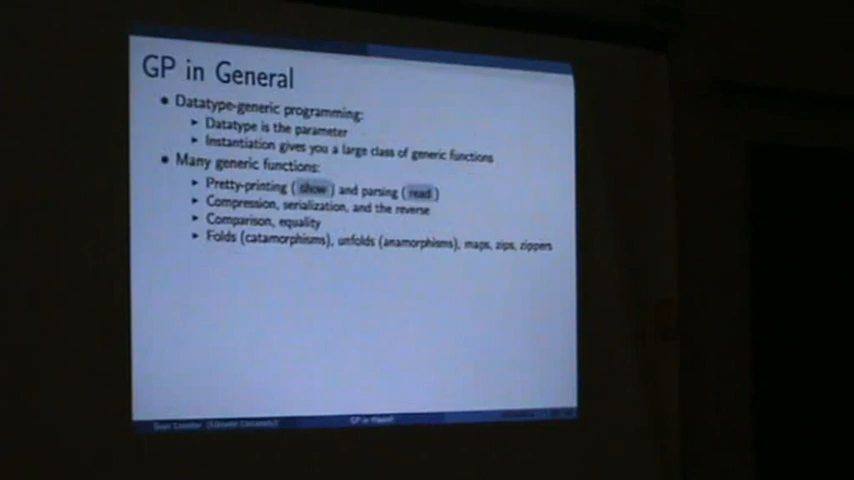 GP in General
• Datatype-generic programming:
▸ Datatype is the parameter
▸ Instantiation gives you a large class of generic functions
• Many generic functions:
▸ Pretty-printing (show) and parsing (read)
▸ Compression, serialization, and the reverse
▸ Comparison, equality
▸ Folds (catamorphisms), unfolds (anamorphisms), maps, zips, zippers
GP in Haskell